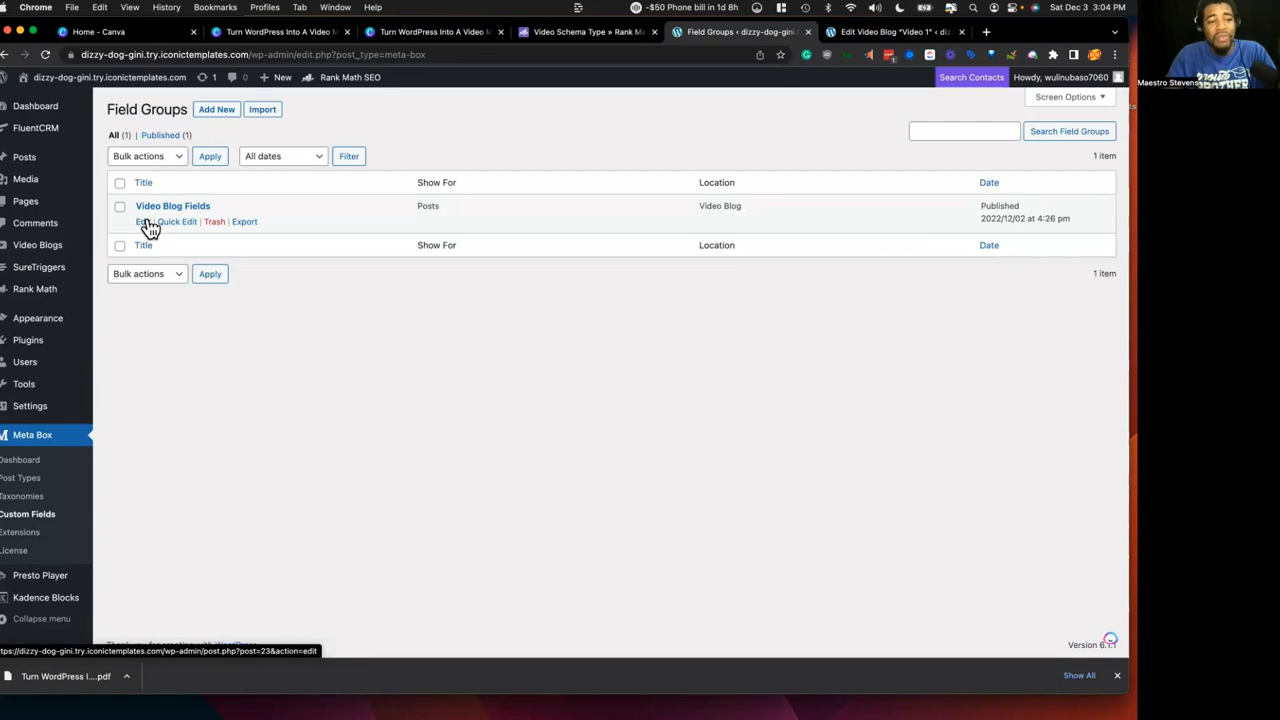 Chrome File Edit View History Bookmarks Profiles Tab Window Help -$50 Phone bill in 1d 8h Sat Dec 3 3:04 PM
Home - Canva Turn WordPress Into A Video M Turn WordPress Into A Video M Video Schema Type » Rank Ma Field Groups ‹ dizzy-dog-gini. Edit Video Blog "Video 1" ‹ diz
dizzy-dog-gini.try.iconictemplates.com/wp-admin/edit.php?post_type=meta-box
dizzy-dog-gini.try.iconictemplates.com 1 0 New Rank Math SEO Search Contacts Howdy, wulinubaso7060
Maestro Stevens
Dashboard
FluentCRM
Posts
Media
Pages
Comments
Video Blogs
SureTriggers
Rank Math
Appearance
Plugins
Users
Tools
Settings
Meta Box
Dashboard
Post Types
Taxonomies
Custom Fields
Extensions
License
Presto Player
Kadence Blocks
Collapse menu
Screen Options
Field Groups Add New Import
All (1) | Published (1)
Search Field Groups
Bulk actions Apply All dates Filter 1 item
Title Show For Location Date
Video Blog Fields Posts Video Blog Published
2022/12/02 at 4:26 pm
Quick Edit | Trash | Export
Title Show For Location Date
Bulk actions Apply 1 item
Version 6.1.1
ttps://dizzy-dog-gini.try.iconictemplates.com/wp-admin/post.php?post=23&action=edit
Turn WordPress I....pdf Show All